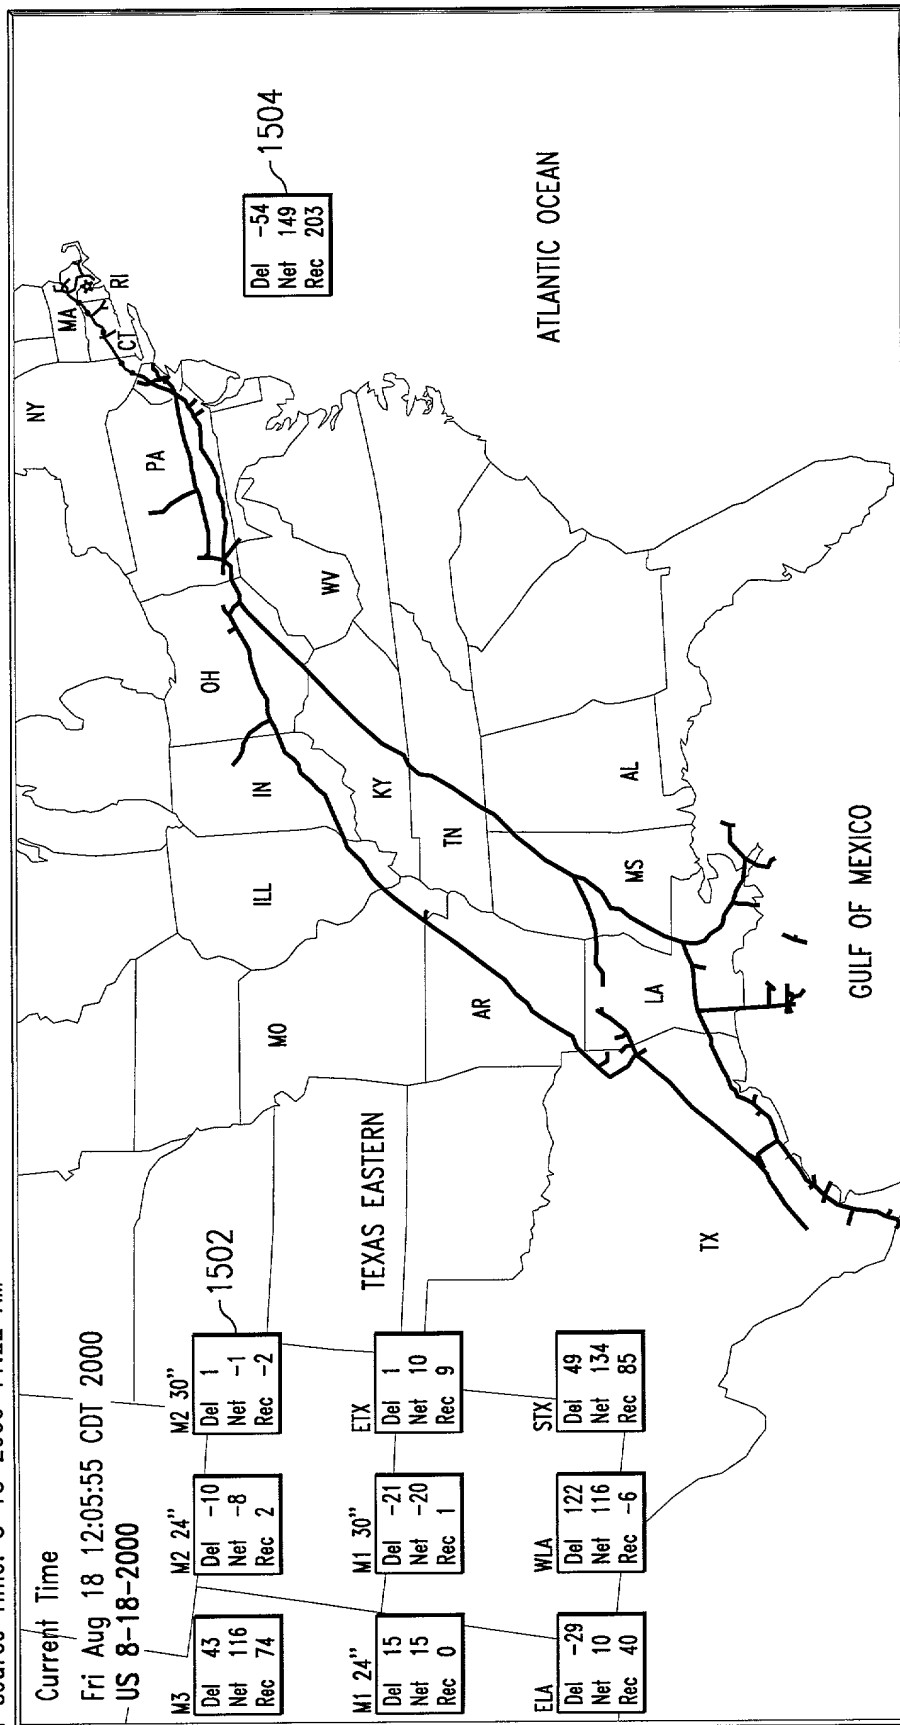 Current Time
Fri Aug 18 12:05:55 CDT 2000
US 8-18-2000
M3
Del 43
Net 116
Rec 74
M2 24"
Del -10
Net -8
Rec 2
M2 30"
Del 1
Net -1
Rec -2
1502
M1 24"
Del 15
Net 15
Rec 0
M1 30"
Del -21
Net -20
Rec 1
ETX
Del 1
Net 10
Rec 9
ELA
Del -29
Net 10
Rec 40
WLA
Del 122
Net 116
Rec -6
STX
Del 49
Net 134
Rec 85
TEXAS EASTERN
Del -54
Net 149
Rec 203
1504
NY
MA
RI
CT
PA
OH
WV
IN
ILL
KY
MO
TN
AR
AL
MS
LA
TX
ATLANTIC OCEAN
GULF OF MEXICO